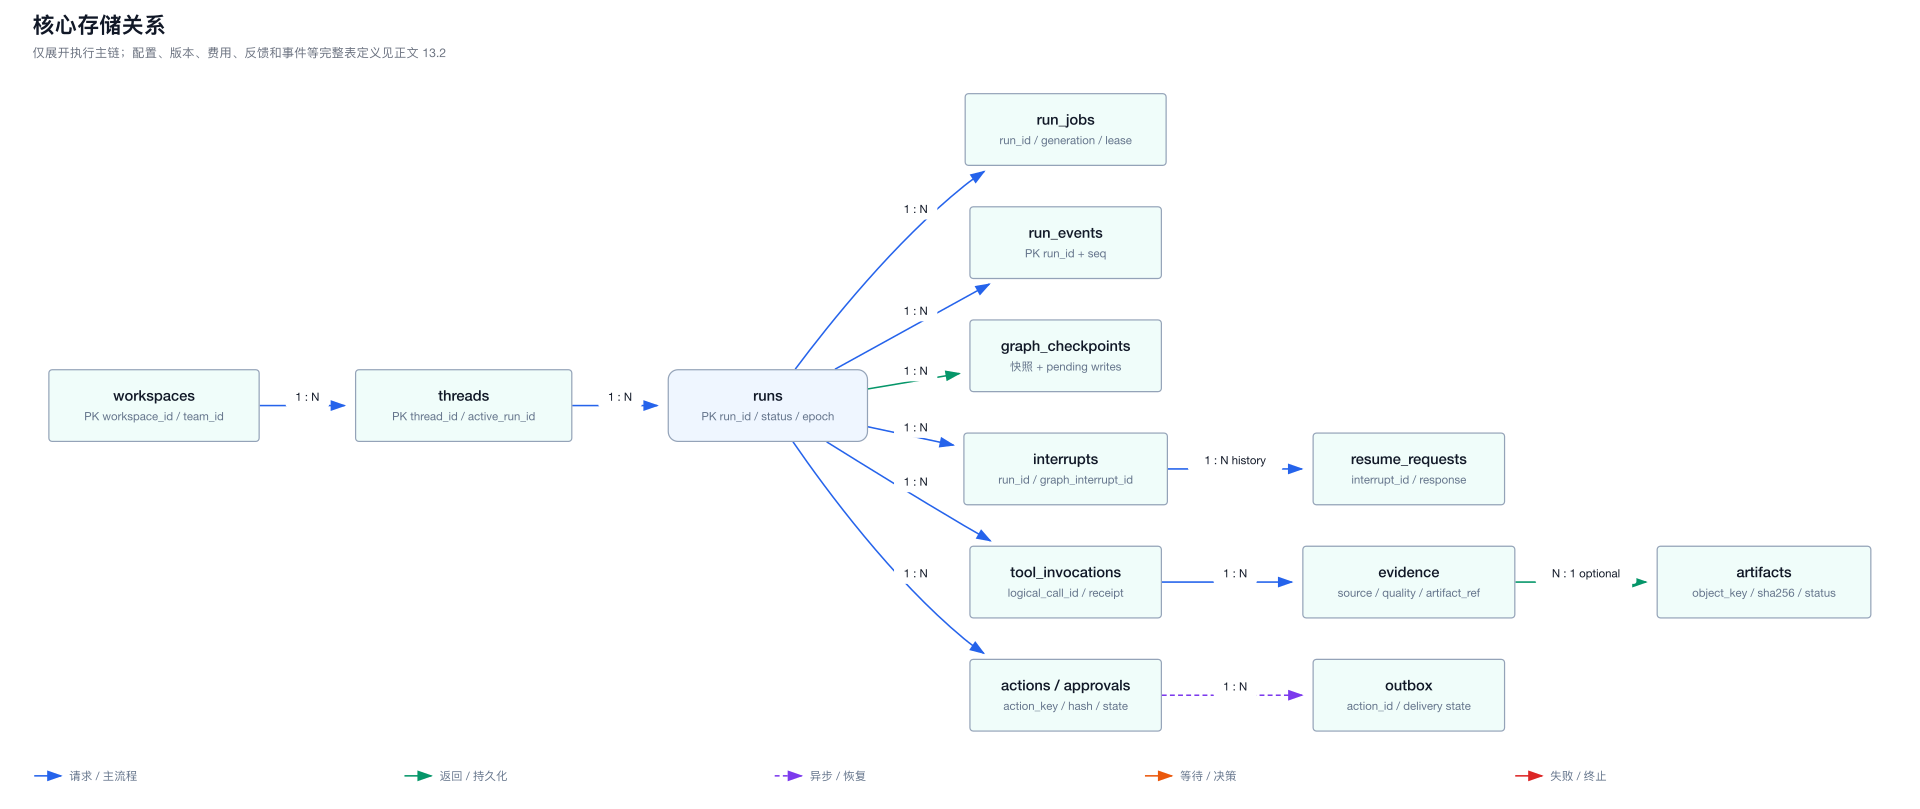 核心存储关系
仅展开执行主链；配置、版本、费用、反馈和事件等完整表定义见正文 13.2
run_jobs
run_id / generation / lease
1 : N
run_events
PK run_id + seq
1 : N
graph_checkpoints
快照 + pending writes
1 : N
workspaces
PK workspace_id / team_id
1 : N
threads
PK thread_id / active_run_id
1 : N
runs
PK run_id / status / epoch
1 : N
interrupts
run_id / graph_interrupt_id
1 : N history
resume_requests
interrupt_id / response
1 : N
tool_invocations
logical_call_id / receipt
1 : N
evidence
source / quality / artifact_ref
N : 1 optional
artifacts
object_key / sha256 / status
1 : N
actions / approvals
action_key / hash / state
1 : N
outbox
action_id / delivery state
请求 / 主流程
返回 / 持久化
异步 / 恢复
等待 / 决策
失败 / 终止